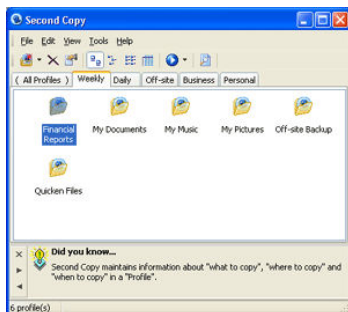 Second Copy
File Edit View Tools Help
( All Profiles ) Weekly Daily Off-site Business Personal
Financial Reports
My Documents
My Music
My Pictures
Off-site Backup
Quicken Files
Did you know...
Second Copy maintains information about "what to copy", "where to copy" and
"when to copy" in a "Profile".
6 profile(s)